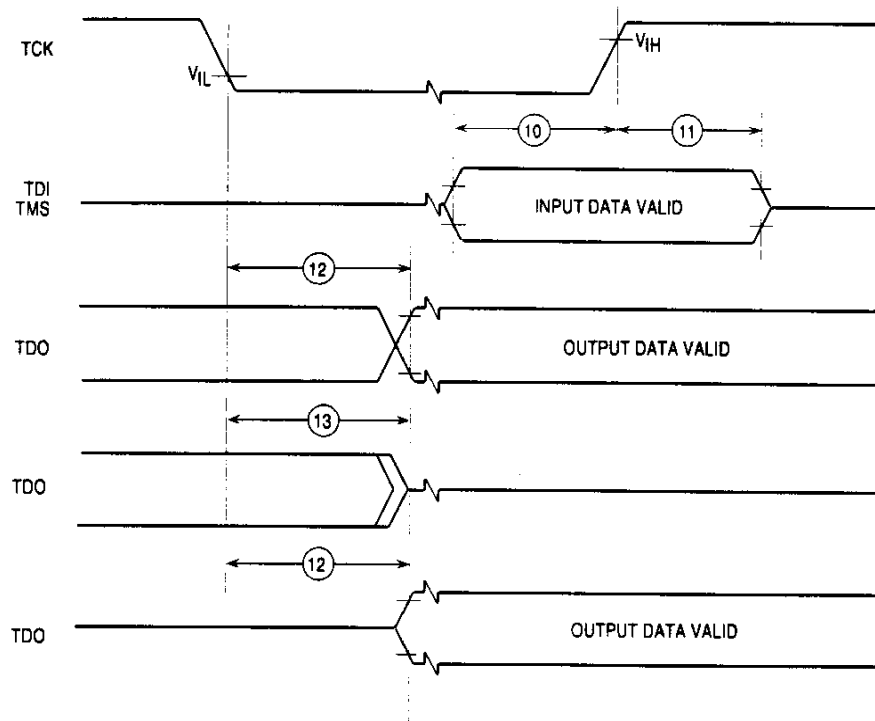 TCK
VIL
VIH
10
11
TDI
TMS
INPUT DATA VALID
12
TDO
OUTPUT DATA VALID
13
TDO
12
TDO
OUTPUT DATA VALID